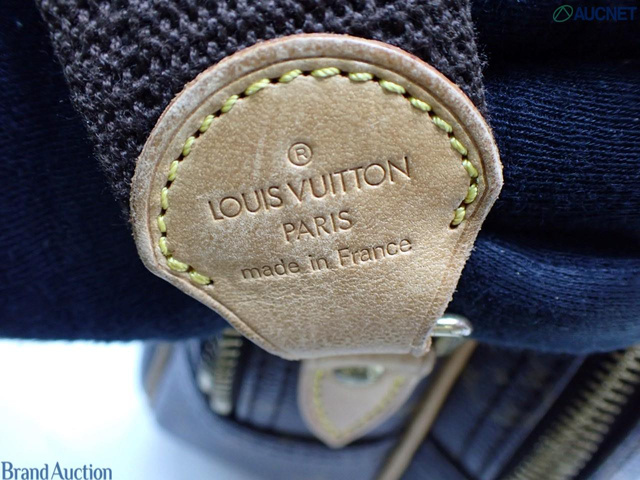 AUCNET
®
LOUIS VUITTON
PARIS
made in France
Brand Auction